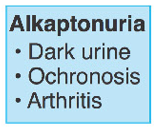 Alkaptonuria
• Dark urine
• Ochronosis
• Arthritis